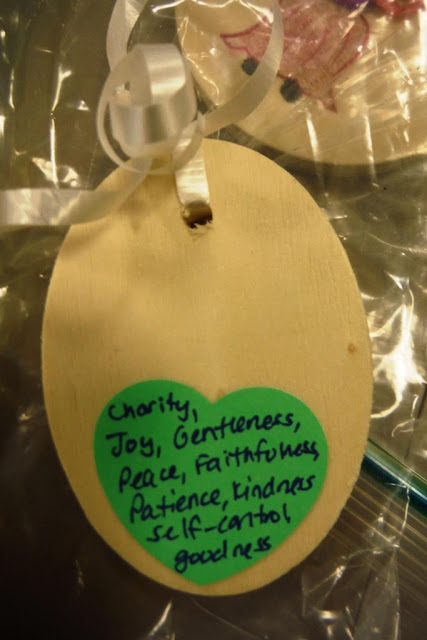 Charity,
Joy, Gentleness,
Peace, Faithfulness,
Patience, kindness
self-control,
goodness